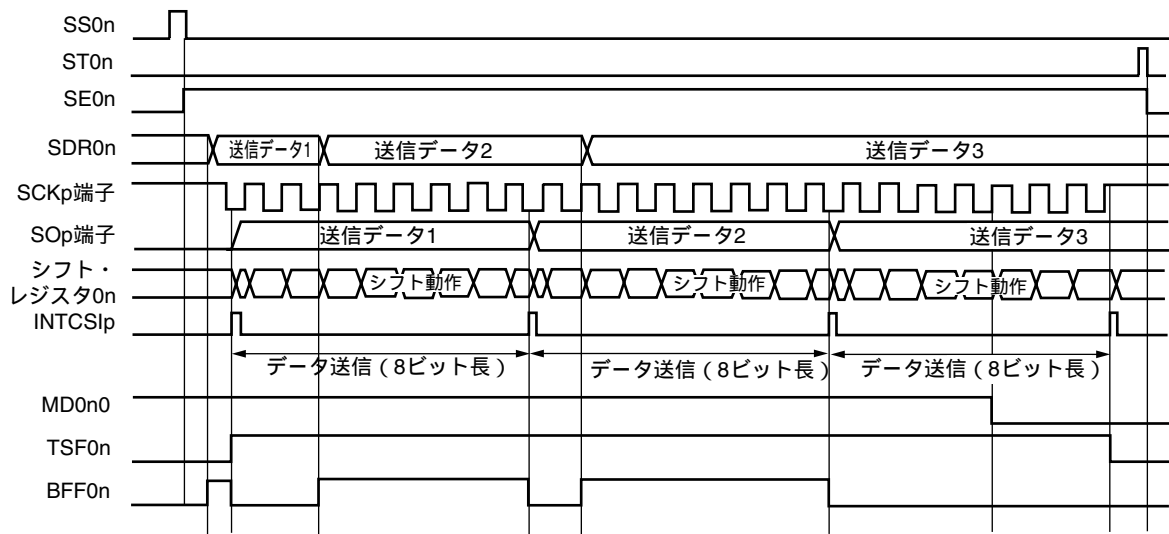 SS0n
ST0n
SE0n
SDR0n
送信データ1
送信データ2
送信データ3
SCKp端子
SOp端子
送信データ1
送信データ2
送信データ3
シフト・
レジスタ0n
シフト動作
シフト動作
シフト動作
INTCSIp
データ送信(8ビット長)
データ送信(8ビット長)
データ送信(8ビット長)
MD0n0
TSF0n
BFF0n